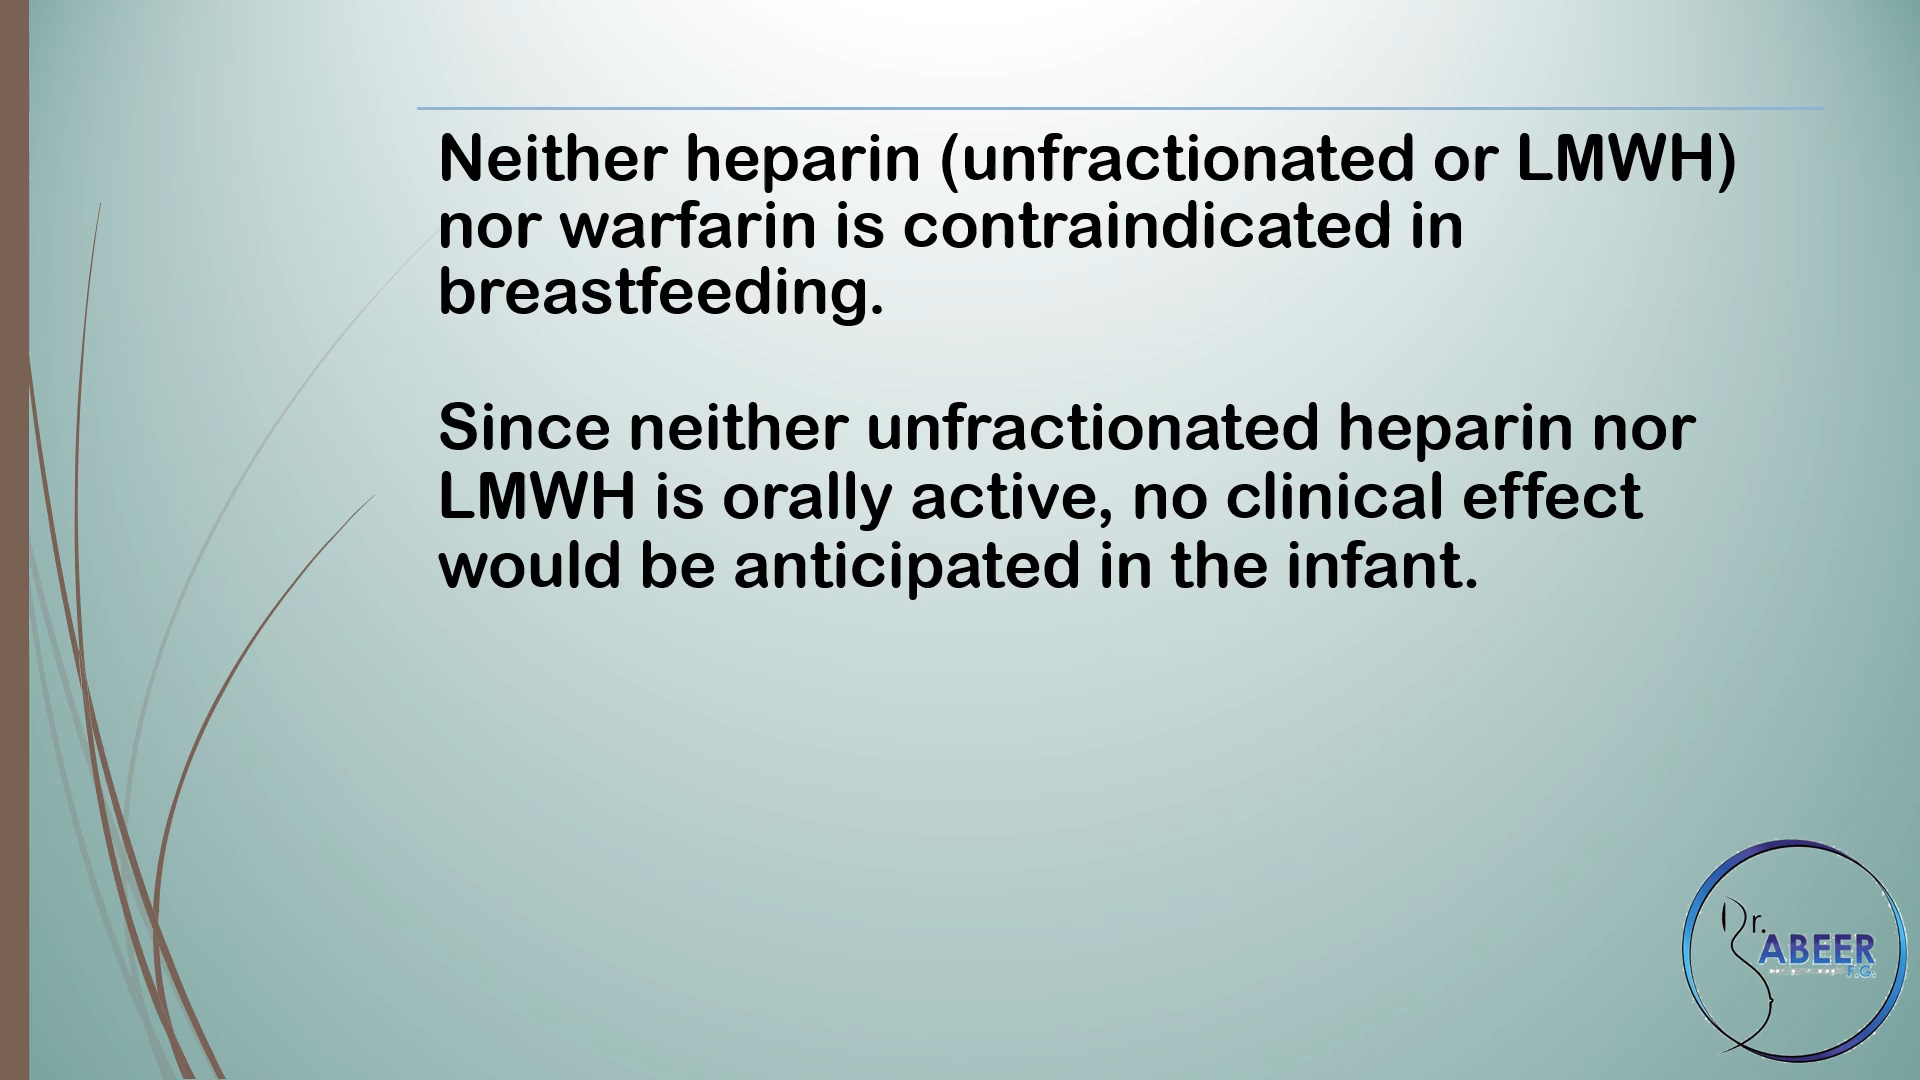 Neither heparin (unfractionated or LMWH)
nor warfarin is contraindicated in
breastfeeding.
Since neither unfractionated heparin nor
LMWH is orally active, no clinical effect
would be anticipated in the infant.
Dr.
ABEER
F.G.